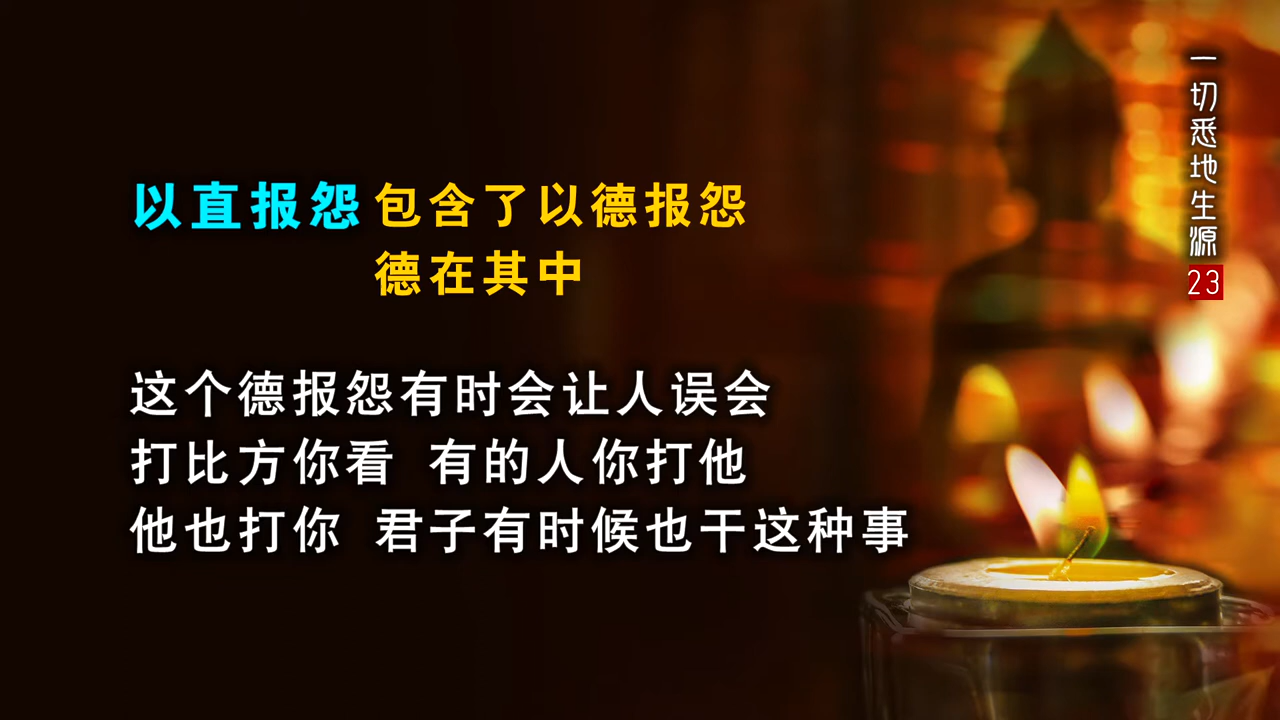 以直报怨 包含了以德报怨
德在其中
这个德报怨有时会让人误会
打比方你看 有的人你打他
他也打你 君子有时候也干这种事
一切悉地生源
23